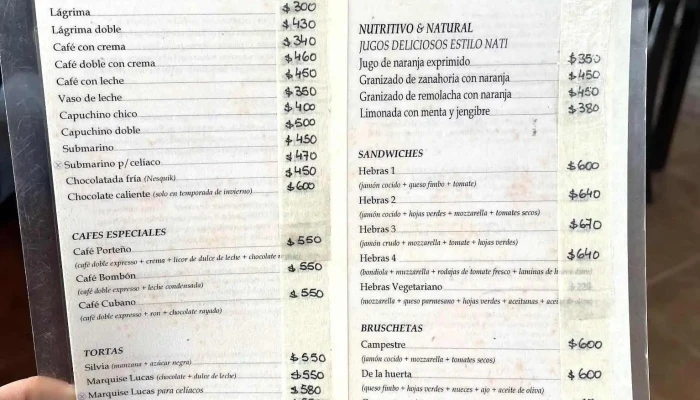 Lágrima $300
Lágrima doble $430
Café con crema $340
Café doble con crema $460
Café con leche $450
Vaso de leche $350
Capuchino chico $400
Capuchino doble $500
Submarino $450
Submarino p/celíaco $470
Chocolatada fría (Nesquik) $450
Chocolate caliente (solo en temporada de invierno) $600
CAFES ESPECIALES
Café Porteño $550
(café doble expresso + crema + licor de dulce de leche + chocolate
Café Bombón $550
(café doble expresso + leche condensada)
Café Cubano $550
(café doble expresso + ron + chocolate rayado)
TORTAS
Silvia (manzana + azúcar negra) $550
Marquise Lucas (chocolate + dulce de leche) $550
Marquise Lucas para celíacos $580
NUTRITIVO & NATURAL
JUGOS DELICIOSOS ESTILO NATI
Jugo de naranja exprimido $350
Granizado de zanahoria con naranja $450
Granizado de remolacha con naranja $450
Limonada con menta y jengibre $380
SANDWICHES
Hebras 1 $600
(jamón cocido + queso fimbo + tomate)
Hebras 2 $640
(jamón cocido + hojas verdes + mozzarella + tomates secos)
Hebras 3 $670
(jamón crudo + mozzarella + tomate + hojas verdes)
Hebras 4 $640
(bondiola + muzzarella + rodajas de tomate fresco + laminas de
Hebras Vegetariano
(mozzarella + queso parmesano + hojas verdes + aceitunas +
BRUSCHETAS
Campestre $600
(jamón cocido + mozzarella + tomates secos)
De la huerta $600
(queso fimbo + hojas verdes + nueces + ajo + aceite de oliva)